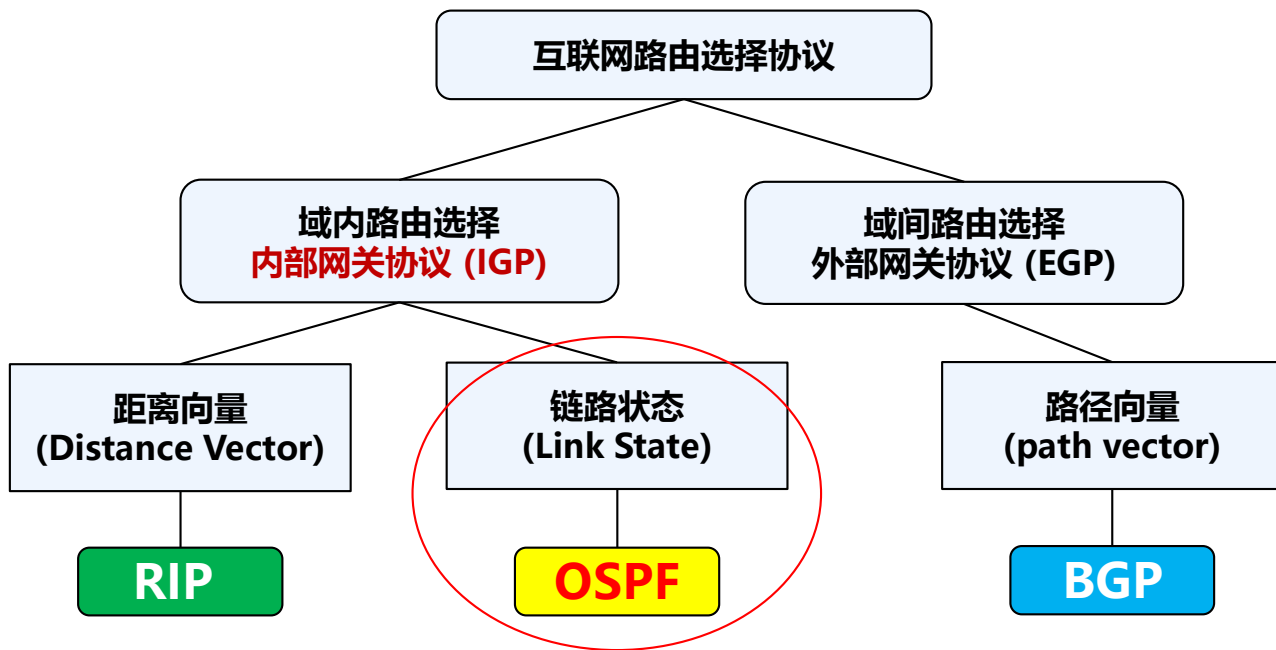 互联网路由选择协议
域内路由选择
内部网关协议 (IGP)
域间路由选择
外部网关协议 (EGP)
距离向量
(Distance Vector)
链路状态
(Link State)
路径向量
(path vector)
RIP
OSPF
BGP